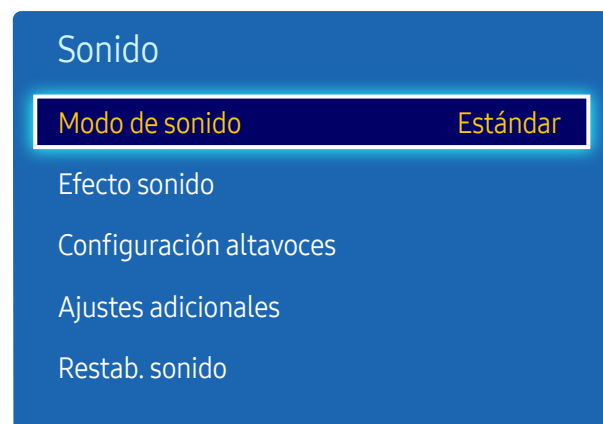 Sonido
Modo de sonido Estándar
Efecto sonido
Configuración altavoces
Ajustes adicionales
Restab. sonido